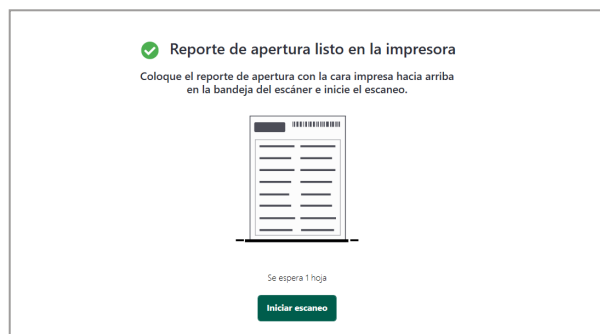 Reporte de apertura listo en la impresora
Coloque el reporte de apertura con la cara impresa hacia arriba
en la bandeja del escáner e inicie el escaneo.
Se espera 1 hoja
Iniciar escaneo